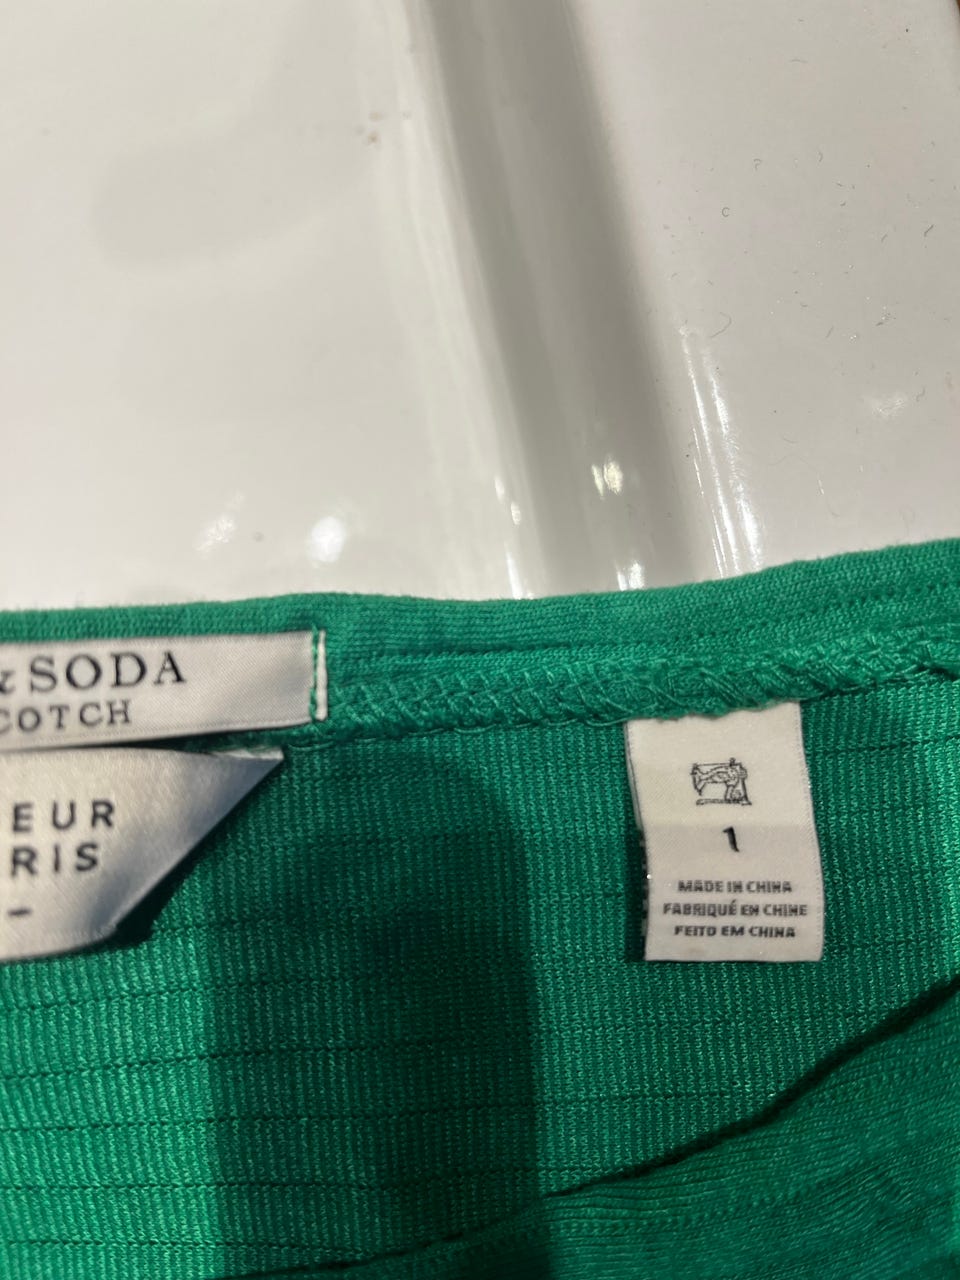 & SODA
COTCH
EUR
RIS
–
1
MADE IN CHINA
FABRIQUÉ EN CHINE
FEITO EM CHINA